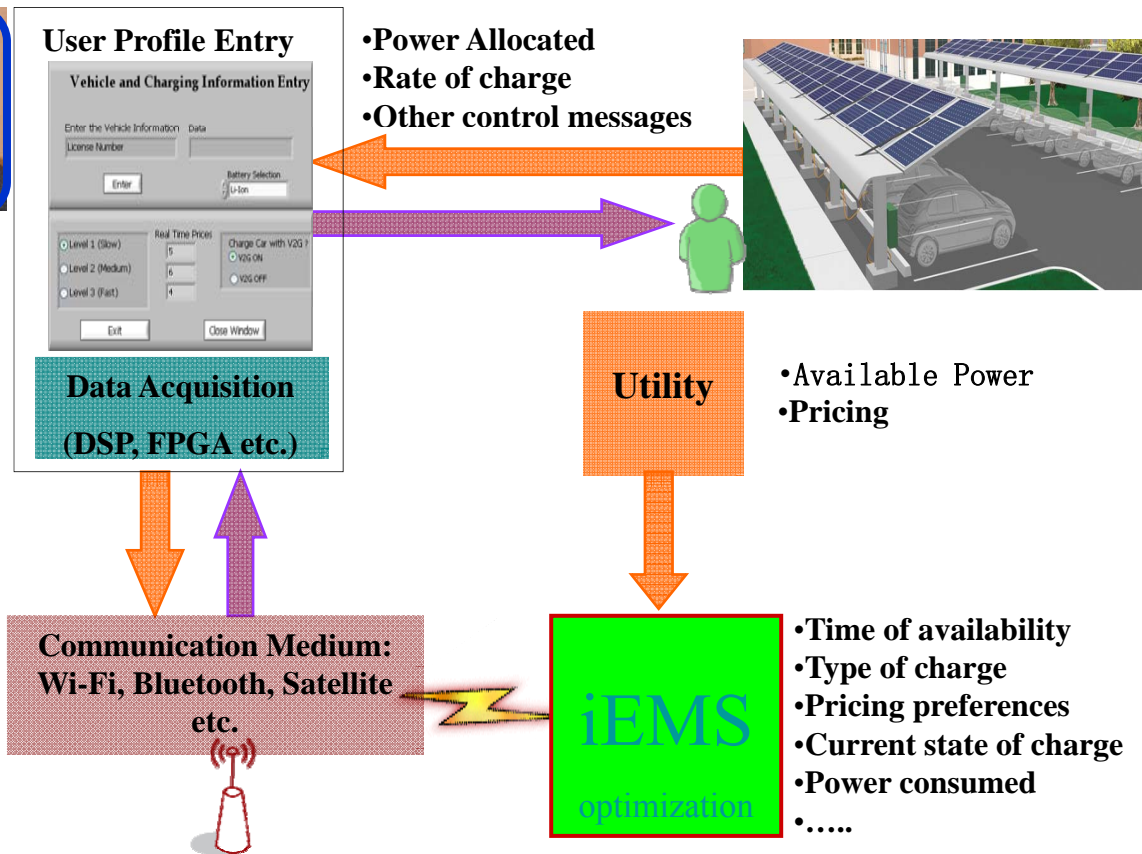 User Profile Entry
Vehicle and Charging Information Entry
Enter the Vehicle Information Data
License Number
Enter
Battery Selection
Li-Ion
Level 1 (Slow)
Level 2 (Medium)
Level 3 (Fast)
Real Time Prices
5
6
4
Charge Car with V2G ?
V2G ON
V2G OFF
Exit
Close Window
Data Acquisition
(DSP, FPGA etc.)
•Power Allocated
•Rate of charge
•Other control messages
Utility
•Available Power
•Pricing
Communication Medium:
Wi-Fi, Bluetooth, Satellite
etc.
iEMS
optimization
•Time of availability
•Type of charge
•Pricing preferences
•Current state of charge
•Power consumed
•…..